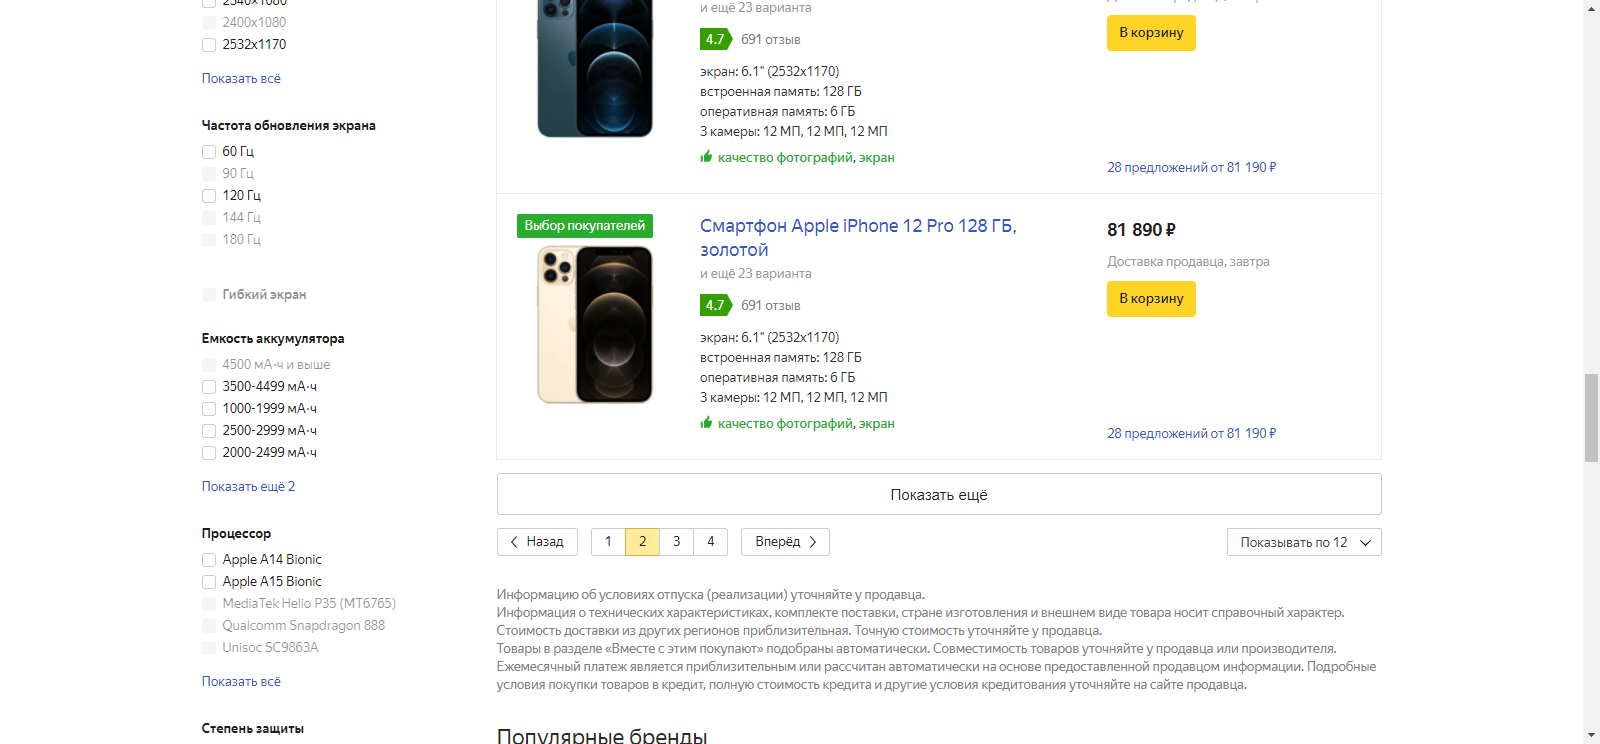 2340x1080
2400x1080
2532x1170
Показать всё
Частота обновления экрана
60 Гц
90 Гц
120 Гц
144 Гц
180 Гц
Гибкий экран
Емкость аккумулятора
4500 мА·ч и выше
3500-4499 мА·ч
1000-1999 мА·ч
2500-2999 мА·ч
2000-2499 мА·ч
Показать ещё 2
Процессор
Apple A14 Bionic
Apple A15 Bionic
MediaTek Helio P35 (MT6765)
Qualcomm Snapdragon 888
Unisoc SC9863A
Показать всё
Степень защиты
и ещё 23 варианта
4.7 691 отзыв
экран: 6.1" (2532x1170)
встроенная память: 128 ГБ
оперативная память: 6 ГБ
3 камеры: 12 МП, 12 МП, 12 МП
качество фотографий, экран
В корзину
28 предложений от 81 190 ₽
Выбор покупателей
Смартфон Apple iPhone 12 Pro 128 ГБ,
золотой
и ещё 23 варианта
4.7 691 отзыв
экран: 6.1" (2532x1170)
встроенная память: 128 ГБ
оперативная память: 6 ГБ
3 камеры: 12 МП, 12 МП, 12 МП
качество фотографий, экран
81 890 ₽
Доставка продавца, завтра
В корзину
28 предложений от 81 190 ₽
Показать ещё
Назад 1 2 3 4 Вперёд
Показывать по 12
Информацию об условиях отпуска (реализации) уточняйте у продавца.
Информация о технических характеристиках, комплекте поставки, стране изготовления и внешнем виде товара носит справочный характер.
Стоимость доставки из других регионов приблизительная. Точную стоимость уточняйте у продавца.
Товары в разделе «Вместе с этим покупают» подобраны автоматически. Совместимость товаров уточняйте у продавца или производителя.
Ежемесячный платеж является приблизительным или рассчитан автоматически на основе предоставленной продавцом информации. Подробные
условия покупки товаров в кредит, полную стоимость кредита и другие условия кредитования уточняйте на сайте продавца.
Популярные бренды